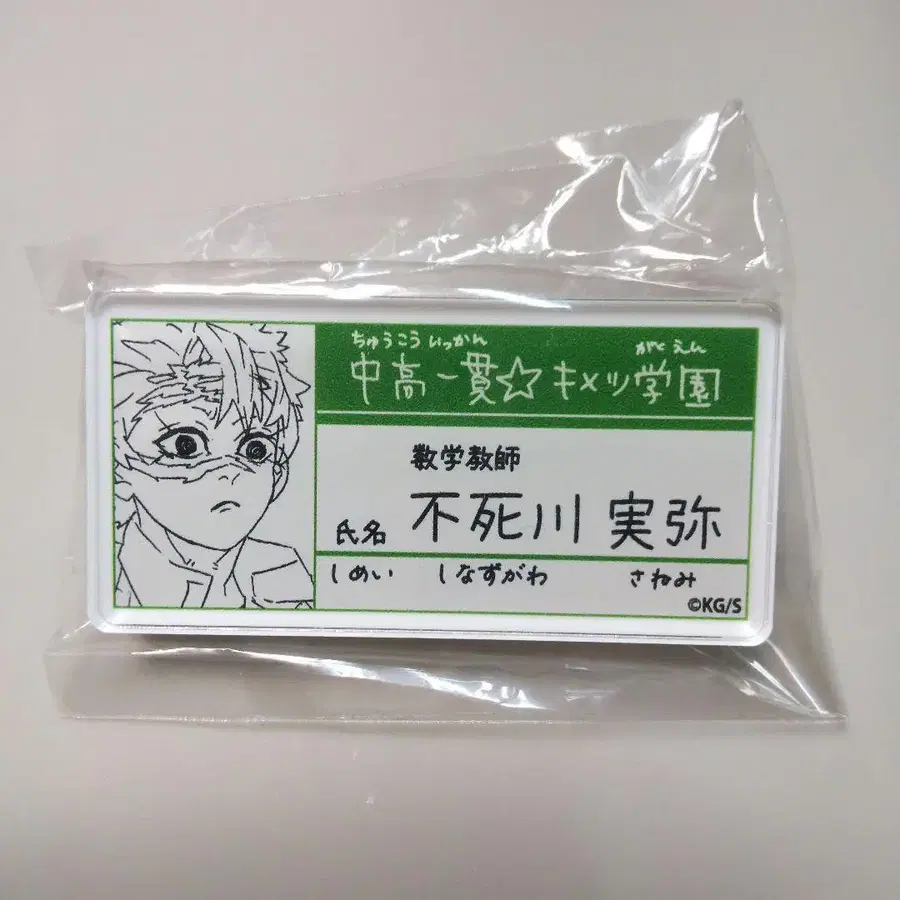 ちゅうこう いっかん がくえん
中高一貫☆キメツ学園
数学教師
氏名 不死川 実弥
しめい しなずがわ さねみ
©KG/S